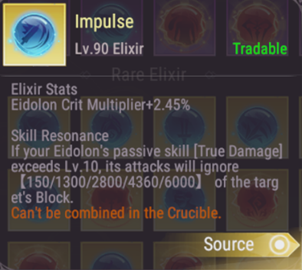 Impulse
Lv.90 Elixir
Tradable
Rare Elixir
Elixir Stats
Eidolon Crit Multiplier+2.45%
Skill Resonance
If your Eidolon's passive skill [True Damage]
exceeds Lv.10, its attacks will ignore
【150/1300/2800/4360/6000】 of the targ
et's Block.
Can't be combined in the Crucible.
Source